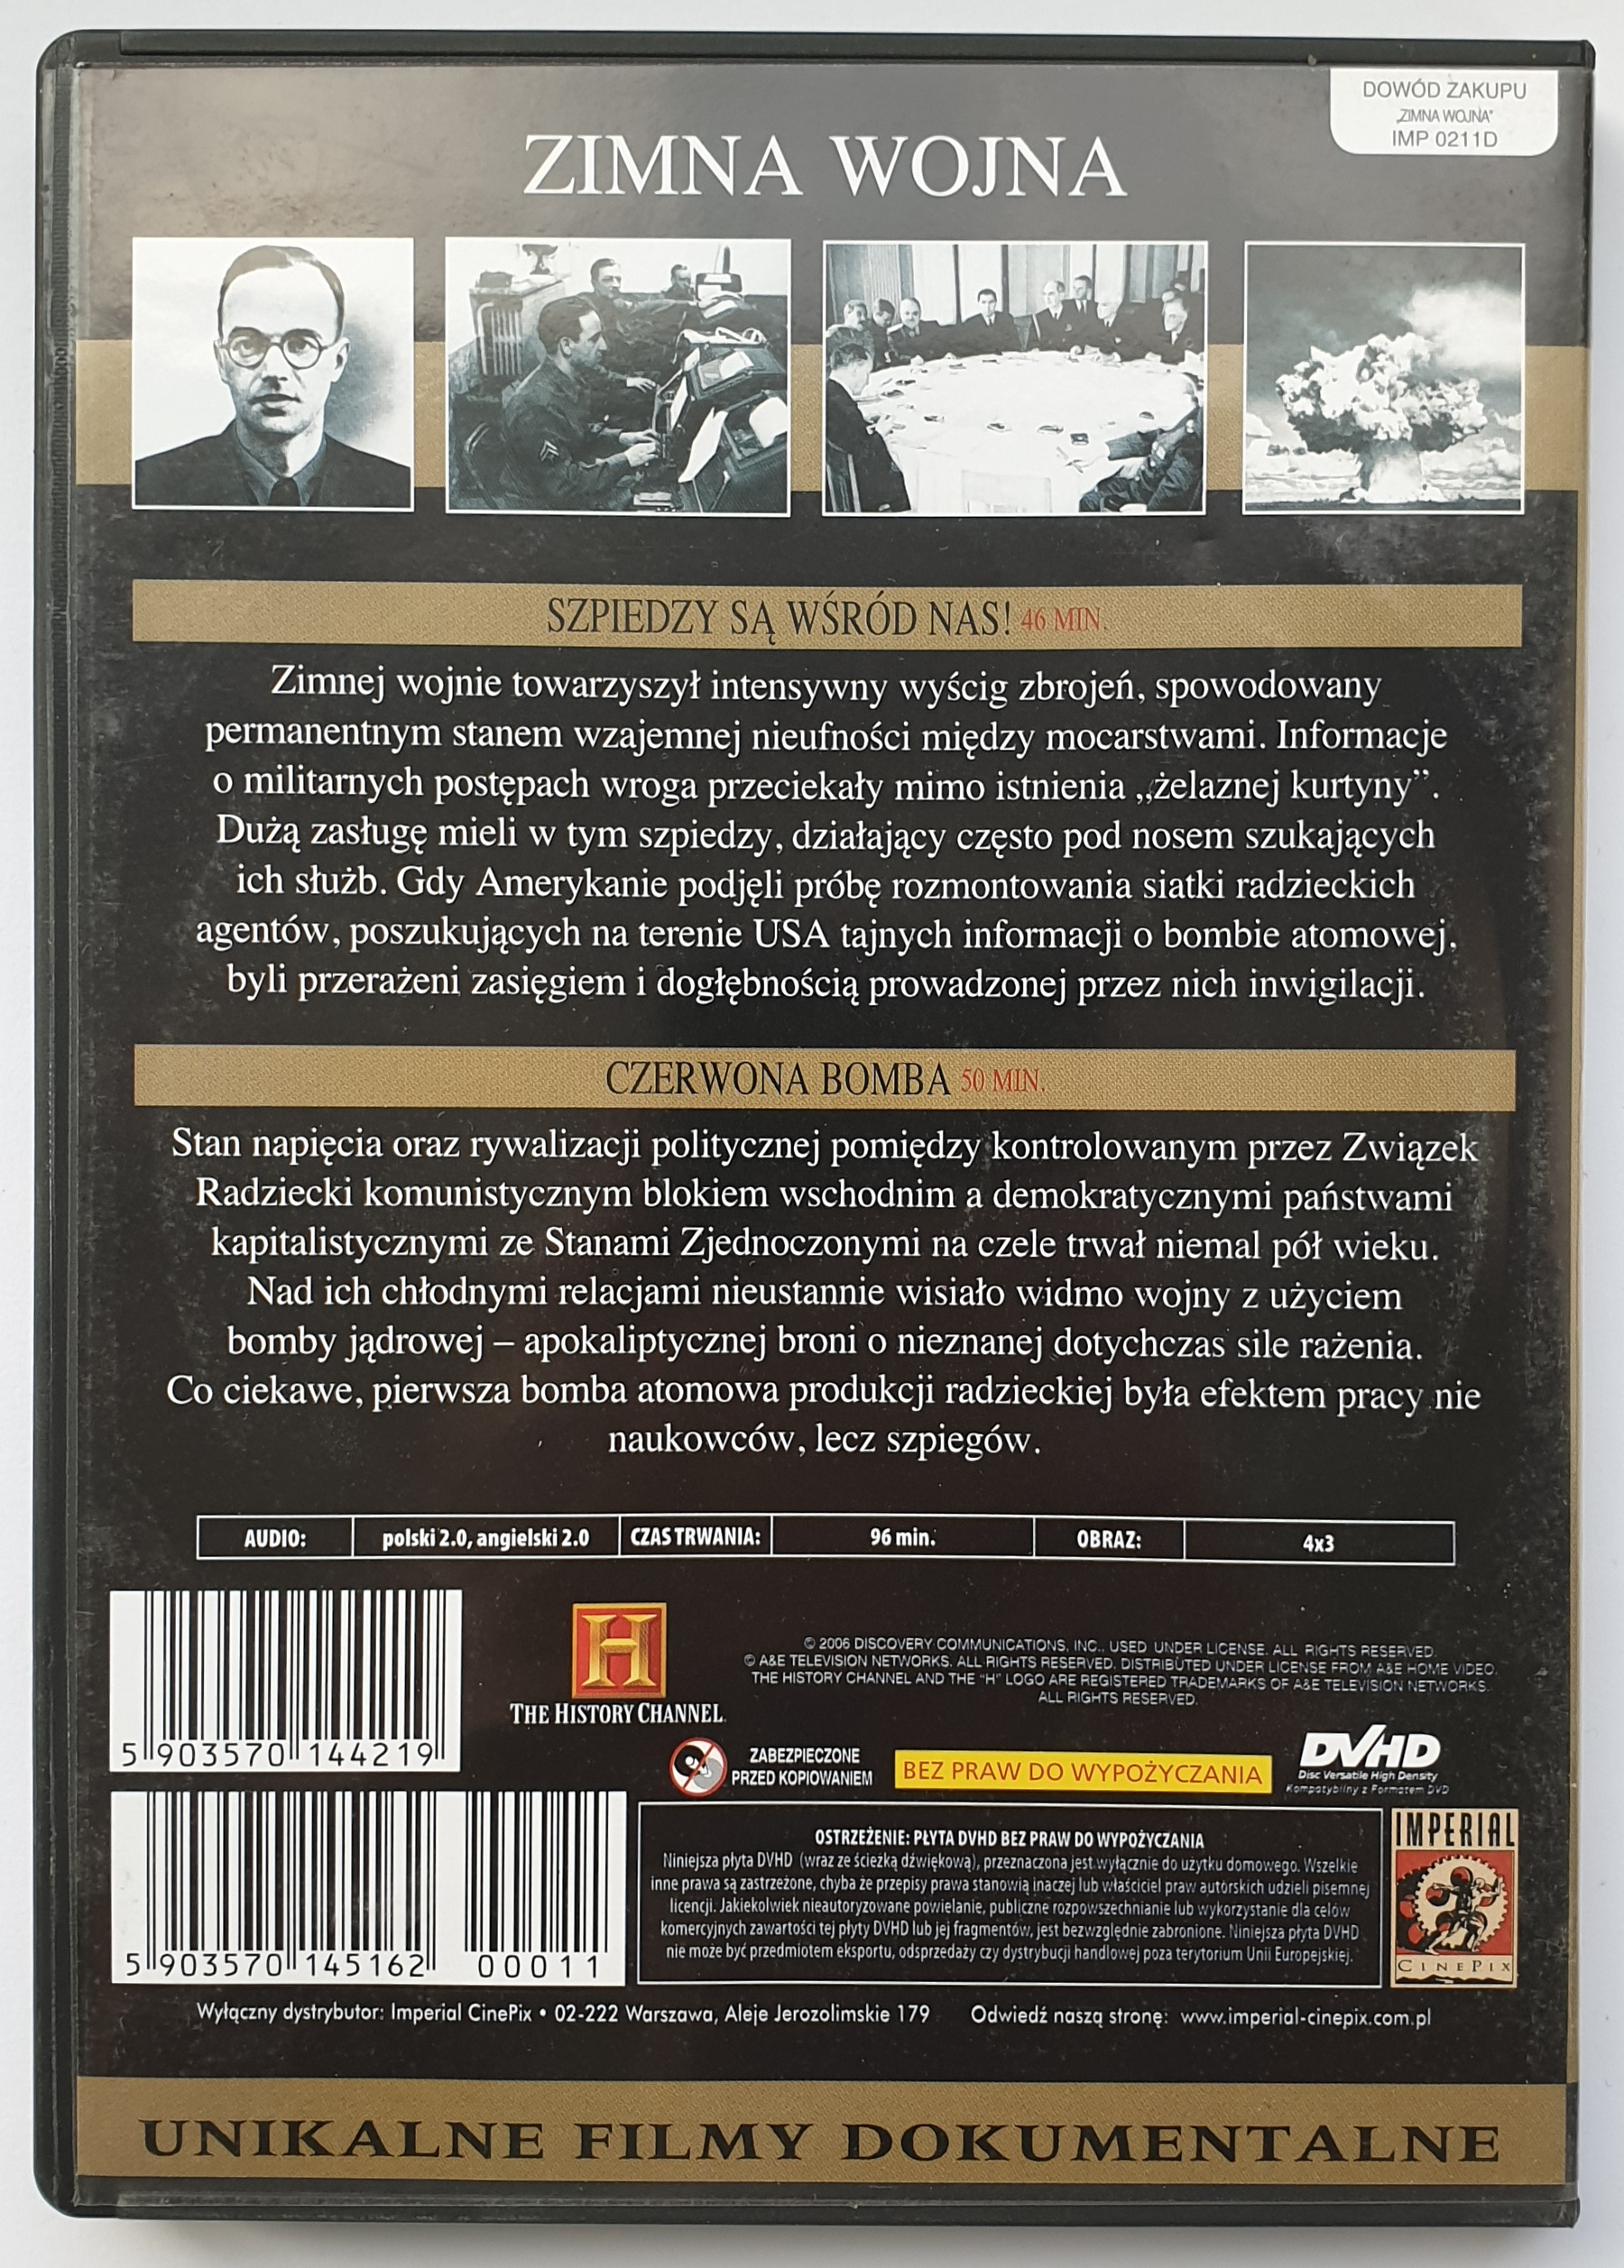 DOWÓD ZAKUPU
„ZIMNA WOJNA"
IMP 0211D
ZIMNA WOJNA
SZPIEDZY SĄ WŚRÓD NAS! 46 MIN.
Zimnej wojnie towarzyszył intensywny wyścig zbrojeń, spowodowany
permanentnym stanem wzajemnej nieufności między mocarstwami. Informacje
o militarnych postępach wroga przeciekały mimo istnienia „żelaznej kurtyny”.
Dużą zasługę mieli w tym szpiedzy, działający często pod nosem szukających
ich służb. Gdy Amerykanie podjęli próbę rozmontowania siatki radzieckich
agentów, poszukujących na terenie USA tajnych informacji o bombie atomowej,
byli przerażeni zasięgiem i dogłębnością prowadzonej przez nich inwigilacji.
CZERWONA BOMBA 50 MIN.
Stan napięcia oraz rywalizacji politycznej pomiędzy kontrolowanym przez Związek
Radziecki komunistycznym blokiem wschodnim a demokratycznymi państwami
kapitalistycznymi ze Stanami Zjednoczonymi na czele trwał niemal pół wieku.
Nad ich chłodnymi relacjami nieustannie wisiało widmo wojny z użyciem
bomby jądrowej – apokaliptycznej broni o nieznanej dotychczas sile rażenia.
Co ciekawe, pierwsza bomba atomowa produkcji radzieckiej była efektem pracy nie
naukowców, lecz szpiegów.
AUDIO: polski 2.0, angielski 2.0 CZAS TRWANIA: 96 min. OBRAZ: 4x3
5 903570 144219
H
THE HISTORY CHANNEL.
© 2006 DISCOVERY COMMUNICATIONS, INC., USED UNDER LICENSE. ALL RIGHTS RESERVED.
© A&E TELEVISION NETWORKS. ALL RIGHTS RESERVED. DISTRIBUTED UNDER LICENSE FROM A&E HOME VIDEO.
THE HISTORY CHANNEL AND THE "H" LOGO ARE REGISTERED TRADEMARKS OF A&E TELEVISION NETWORKS.
ALL RIGHTS RESERVED.
ZABEZPIECZONE
PRZED KOPIOWANIEM
BEZ PRAW DO WYPOŻYCZANIA
DVHD
Disc Versatile High Density
Kompatybilny z Formatem DVD
5 903570 145162 00011
OSTRZEŻENIE: PŁYTA DVHD BEZ PRAW DO WYPOŻYCZANIA
Niniejsza płyta DVHD (wraz ze ścieżką dźwiękową), przeznaczona jest wyłącznie do użytku domowego. Wszelkie
inne prawa są zastrzeżone, chyba że przepisy prawa stanowią inaczej lub właściciel praw autorskich udzieli pisemnej
licencji. Jakiekolwiek nieautoryzowane powielanie, publiczne rozpowszechnianie lub wykorzystanie dla celów
komercyjnych zawartości tej płyty DVHD lub jej fragmentów, jest bezwzględnie zabronione. Niniejsza płyta DVHD
nie może być przedmiotem eksportu, odsprzedaży czy dystrybucji handlowej poza terytorium Unii Europejskiej.
IMPERIAL
CINEPIX
Wyłączny dystrybutor: Imperial CinePix • 02-222 Warszawa, Aleje Jerozolimskie 179 Odwiedź naszą stronę: www.imperial-cinepix.com.pl
UNIKALNE FILMY DOKUMENTALNE